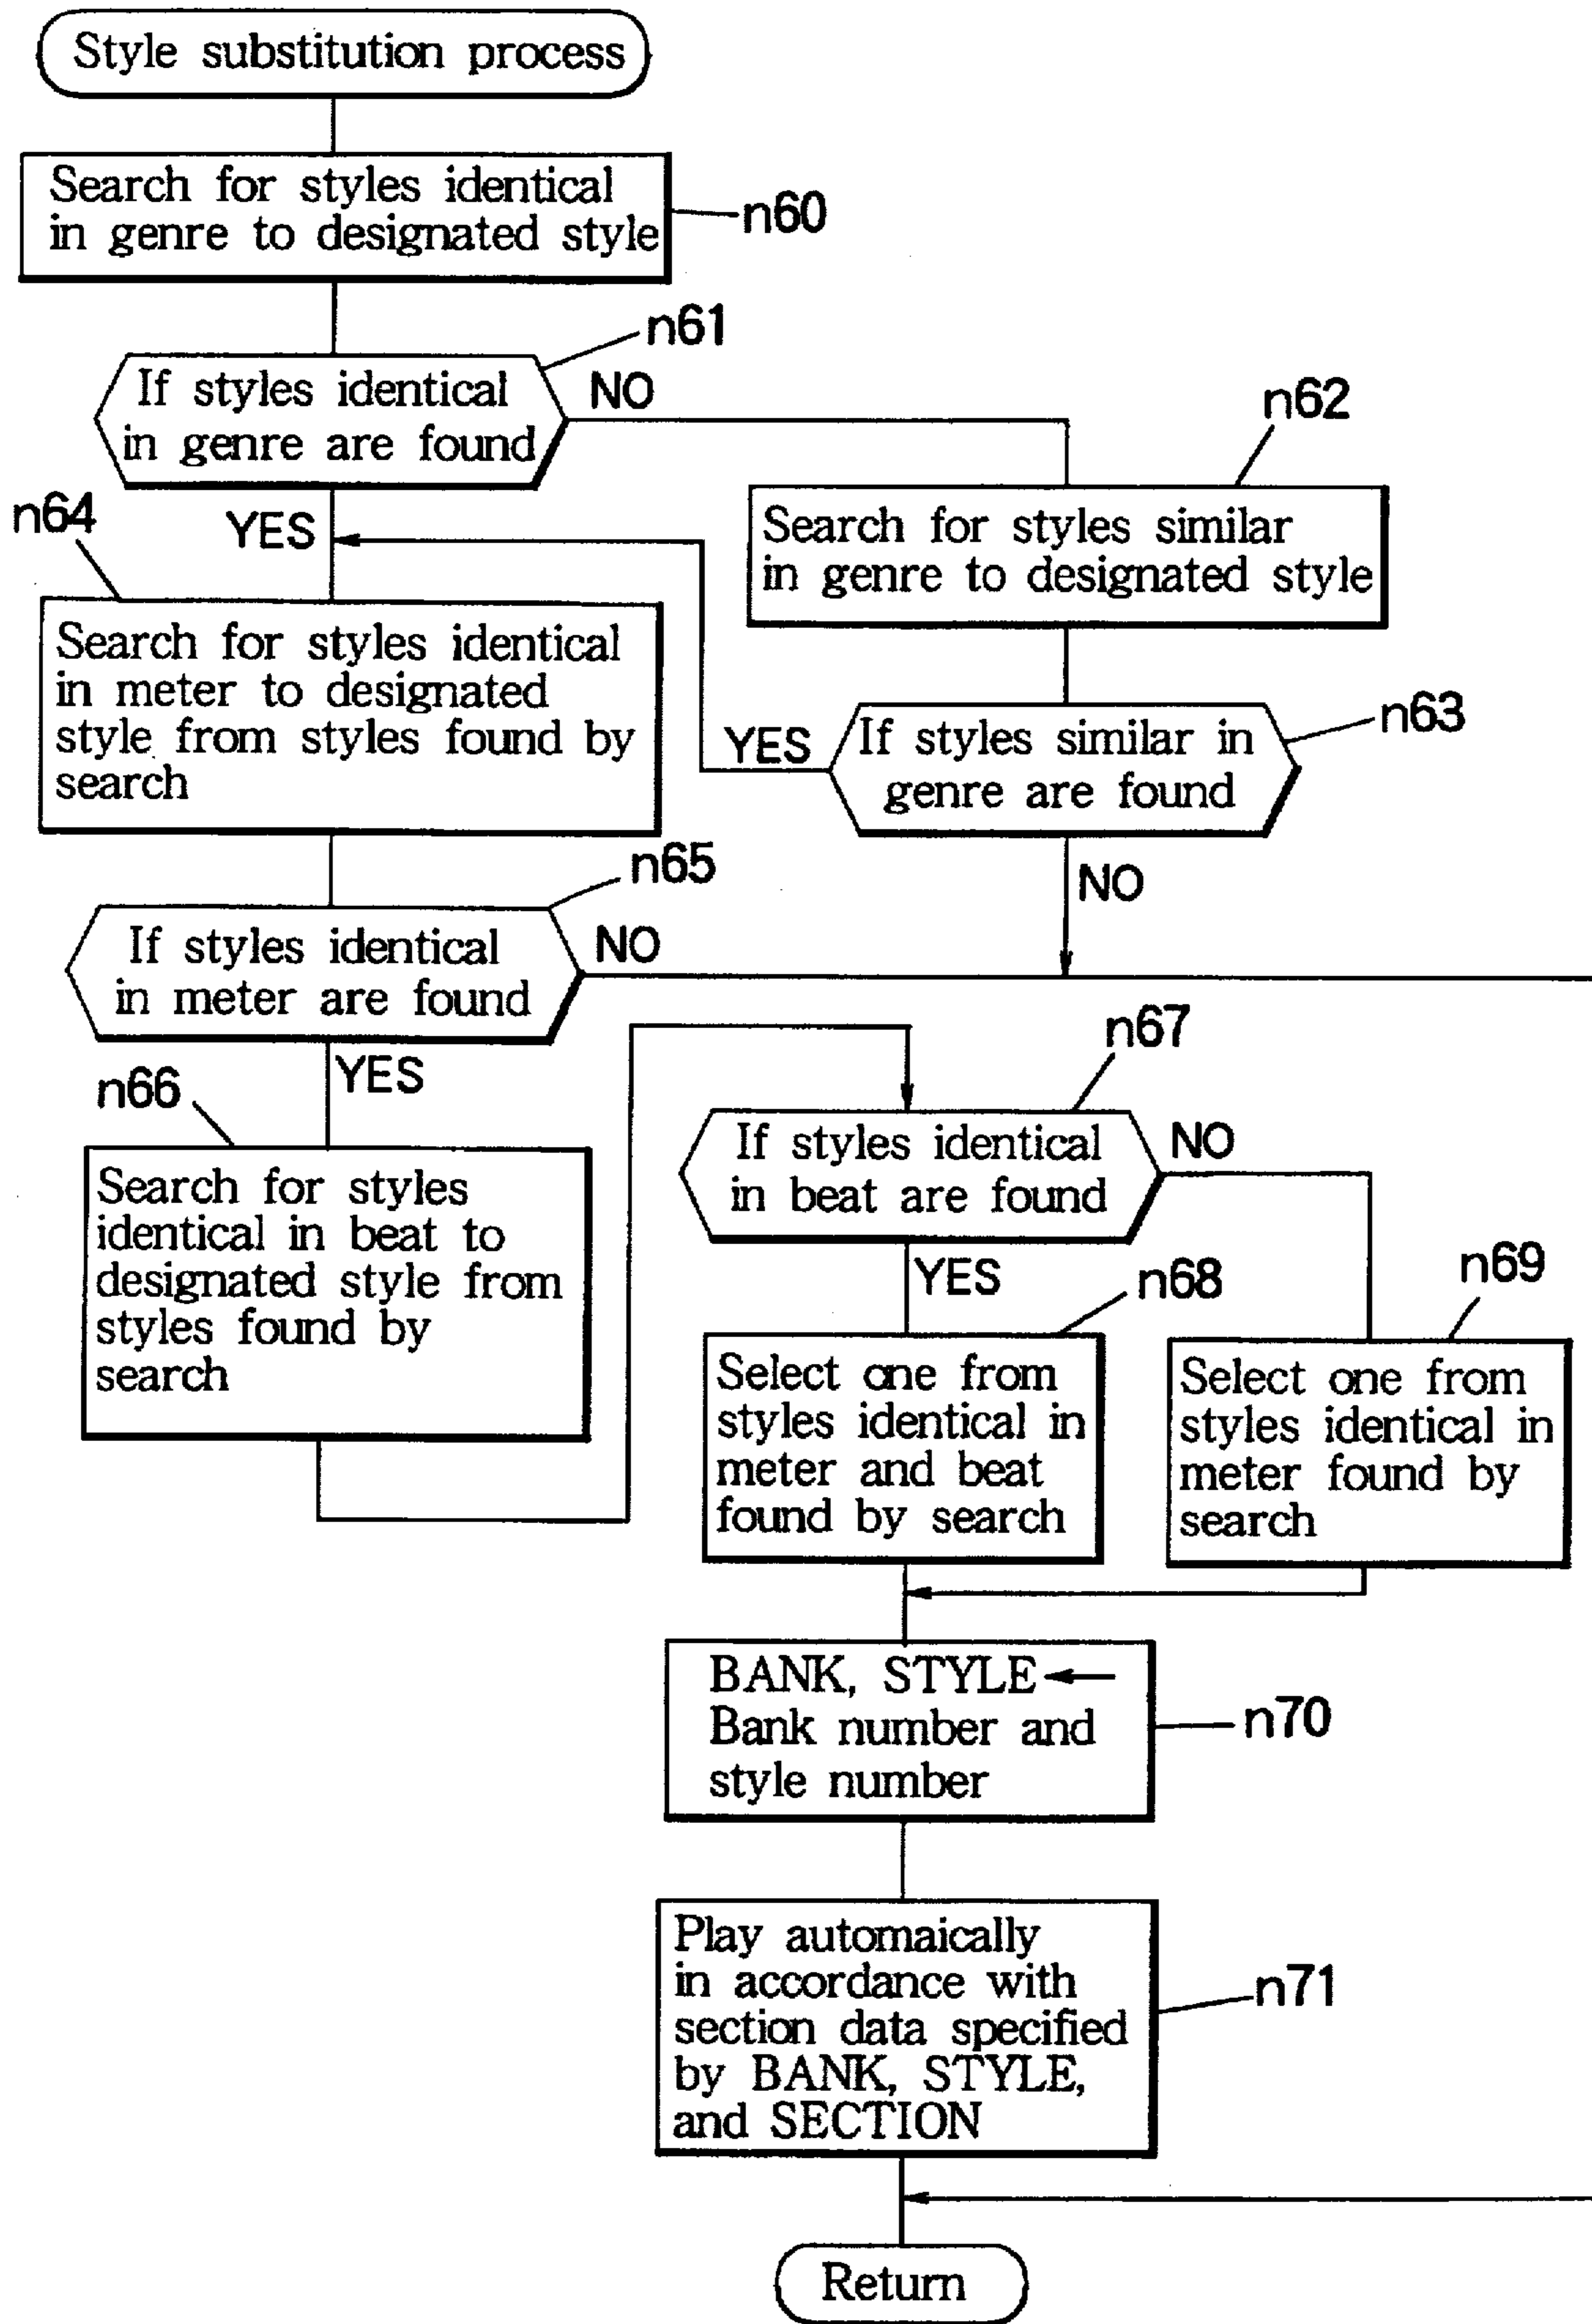 Style substitution process
Search for styles identical
in genre to designated style
n60
n61
If styles identical
in genre are found
NO
n62
Search for styles similar
in genre to designated style
n64
YES
Search for styles identical
in meter to designated
style from styles found by
search
n63
If styles similar in
genre are found
YES
NO
n65
If styles identical
in meter are found
NO
YES
n66
Search for styles
identical in beat to
designated style from
styles found by
search
n67
If styles identical
in beat are found
NO
YES
n68
Select one from
styles identical in
meter and beat
found by search
n69
Select one from
styles identical in
meter found by
search
BANK, STYLE ←
Bank number and
style number
n70
Play automaically
in accordance with
section data specified
by BANK, STYLE,
and SECTION
n71
Return